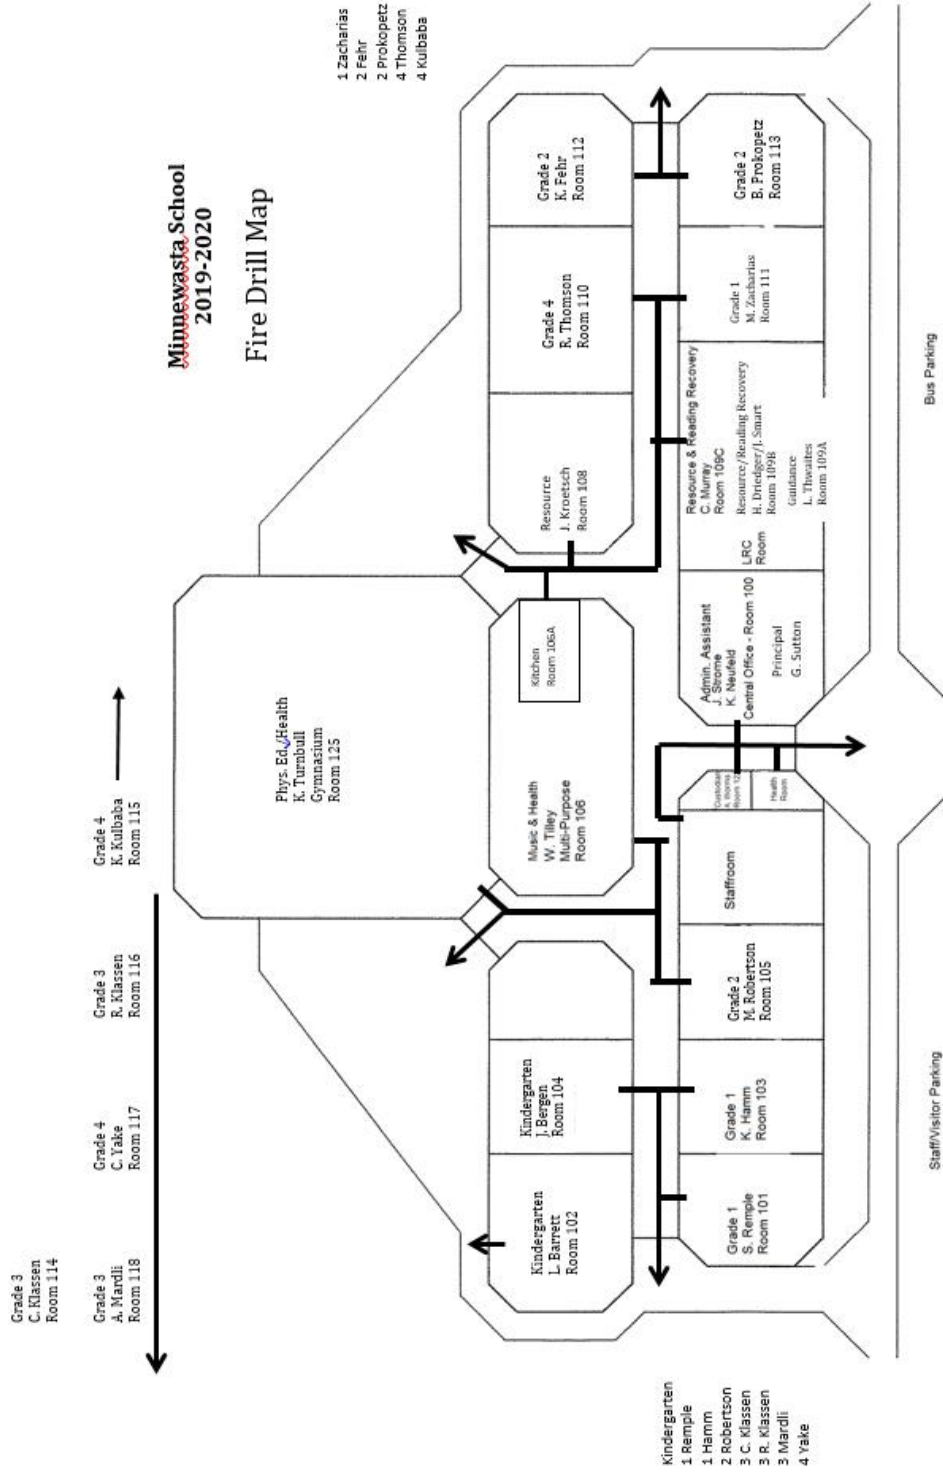 Minnewasta School
2019-2020
Fire Drill Map
1 Zacharias
2 Fehr
2 Prokopetz
4 Thomson
4 Kulbaba
Grade 3
C. Klassen
Room 114
Grade 3
A. Mardli
Room 118
Grade 4
C. Yake
Room 117
Grade 3
R. Klassen
Room 116
Grade 4
K. Kulbaba
Room 115
Phys. Ed./Health
K. Turnbull
Gymnasium
Room 125
Kindergarten
L. Barrett
Room 102
Kindergarten
J. Bergen
Room 104
Music & Health
W. Tilley
Multi-Purpose
Room 106
Kitchen
Room 106A
Resource
J. Kroetsch
Room 108
Grade 4
R. Thomson
Room 110
Grade 2
K. Fehr
Room 112
Grade 1
S. Remple
Room 101
Grade 1
K. Hamm
Room 103
Grade 2
M. Robertson
Room 105
Staffroom
Custodian
Room
Health
Room
Admin. Assistant
J. Strome
K. Neufeld
Central Office - Room 100
Principal
G. Sutton
LRC
Room
Resource & Reading Recovery
C. Murray
Room 109C
Resource/Reading Recovery
H. Driedger/J. Smart
Room 109B
Guidance
L. Thwaites
Room 109A
Grade 1
M. Zacharias
Room 111
Grade 2
B. Prokopetz
Room 113
Kindergarten
1 Remple
1 Hamm
2 Robertson
3 C. Klassen
3 R. Klassen
3 Mardli
4 Yake
Staff/Visitor Parking
Bus Parking